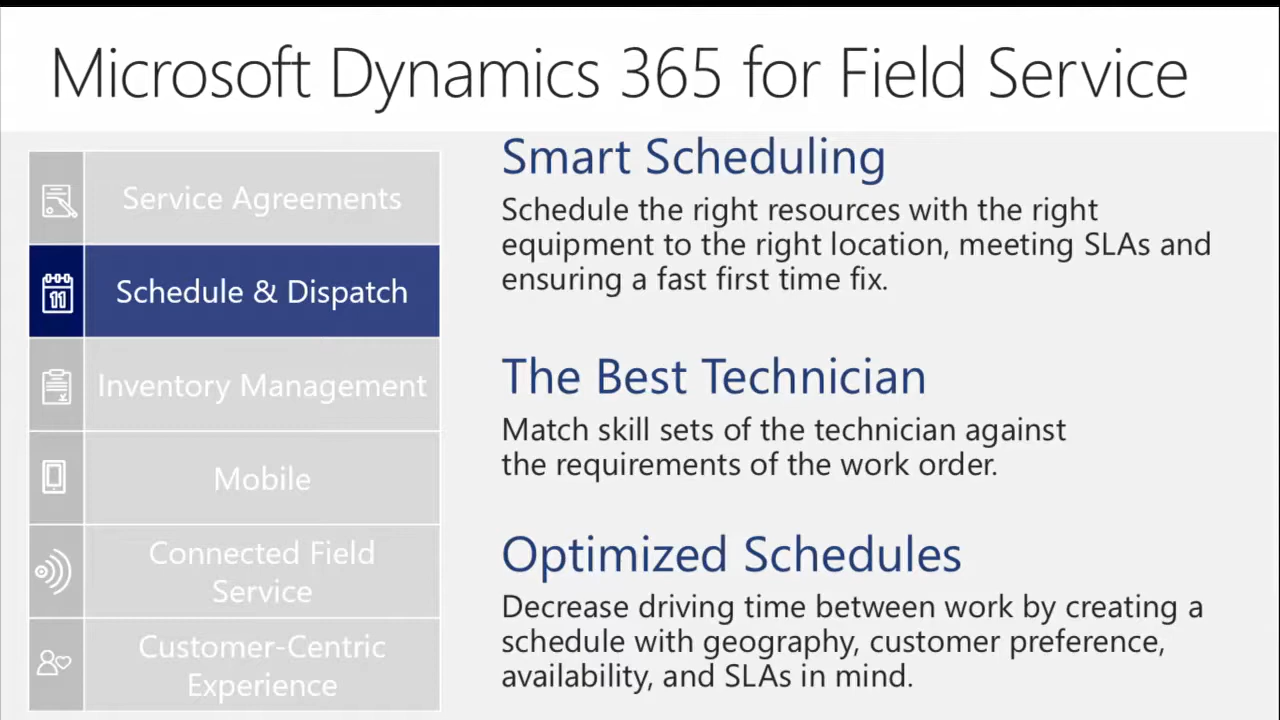 Microsoft Dynamics 365 for Field Service
Service Agreements
11
Schedule & Dispatch
Inventory Management
Mobile
Connected Field
Service
Customer-Centric
Experience
Smart Scheduling
Schedule the right resources with the right
equipment to the right location, meeting SLAs and
ensuring a fast first time fix.
The Best Technician
Match skill sets of the technician against
the requirements of the work order.
Optimized Schedules
Decrease driving time between work by creating a
schedule with geography, customer preference,
availability, and SLAs in mind.